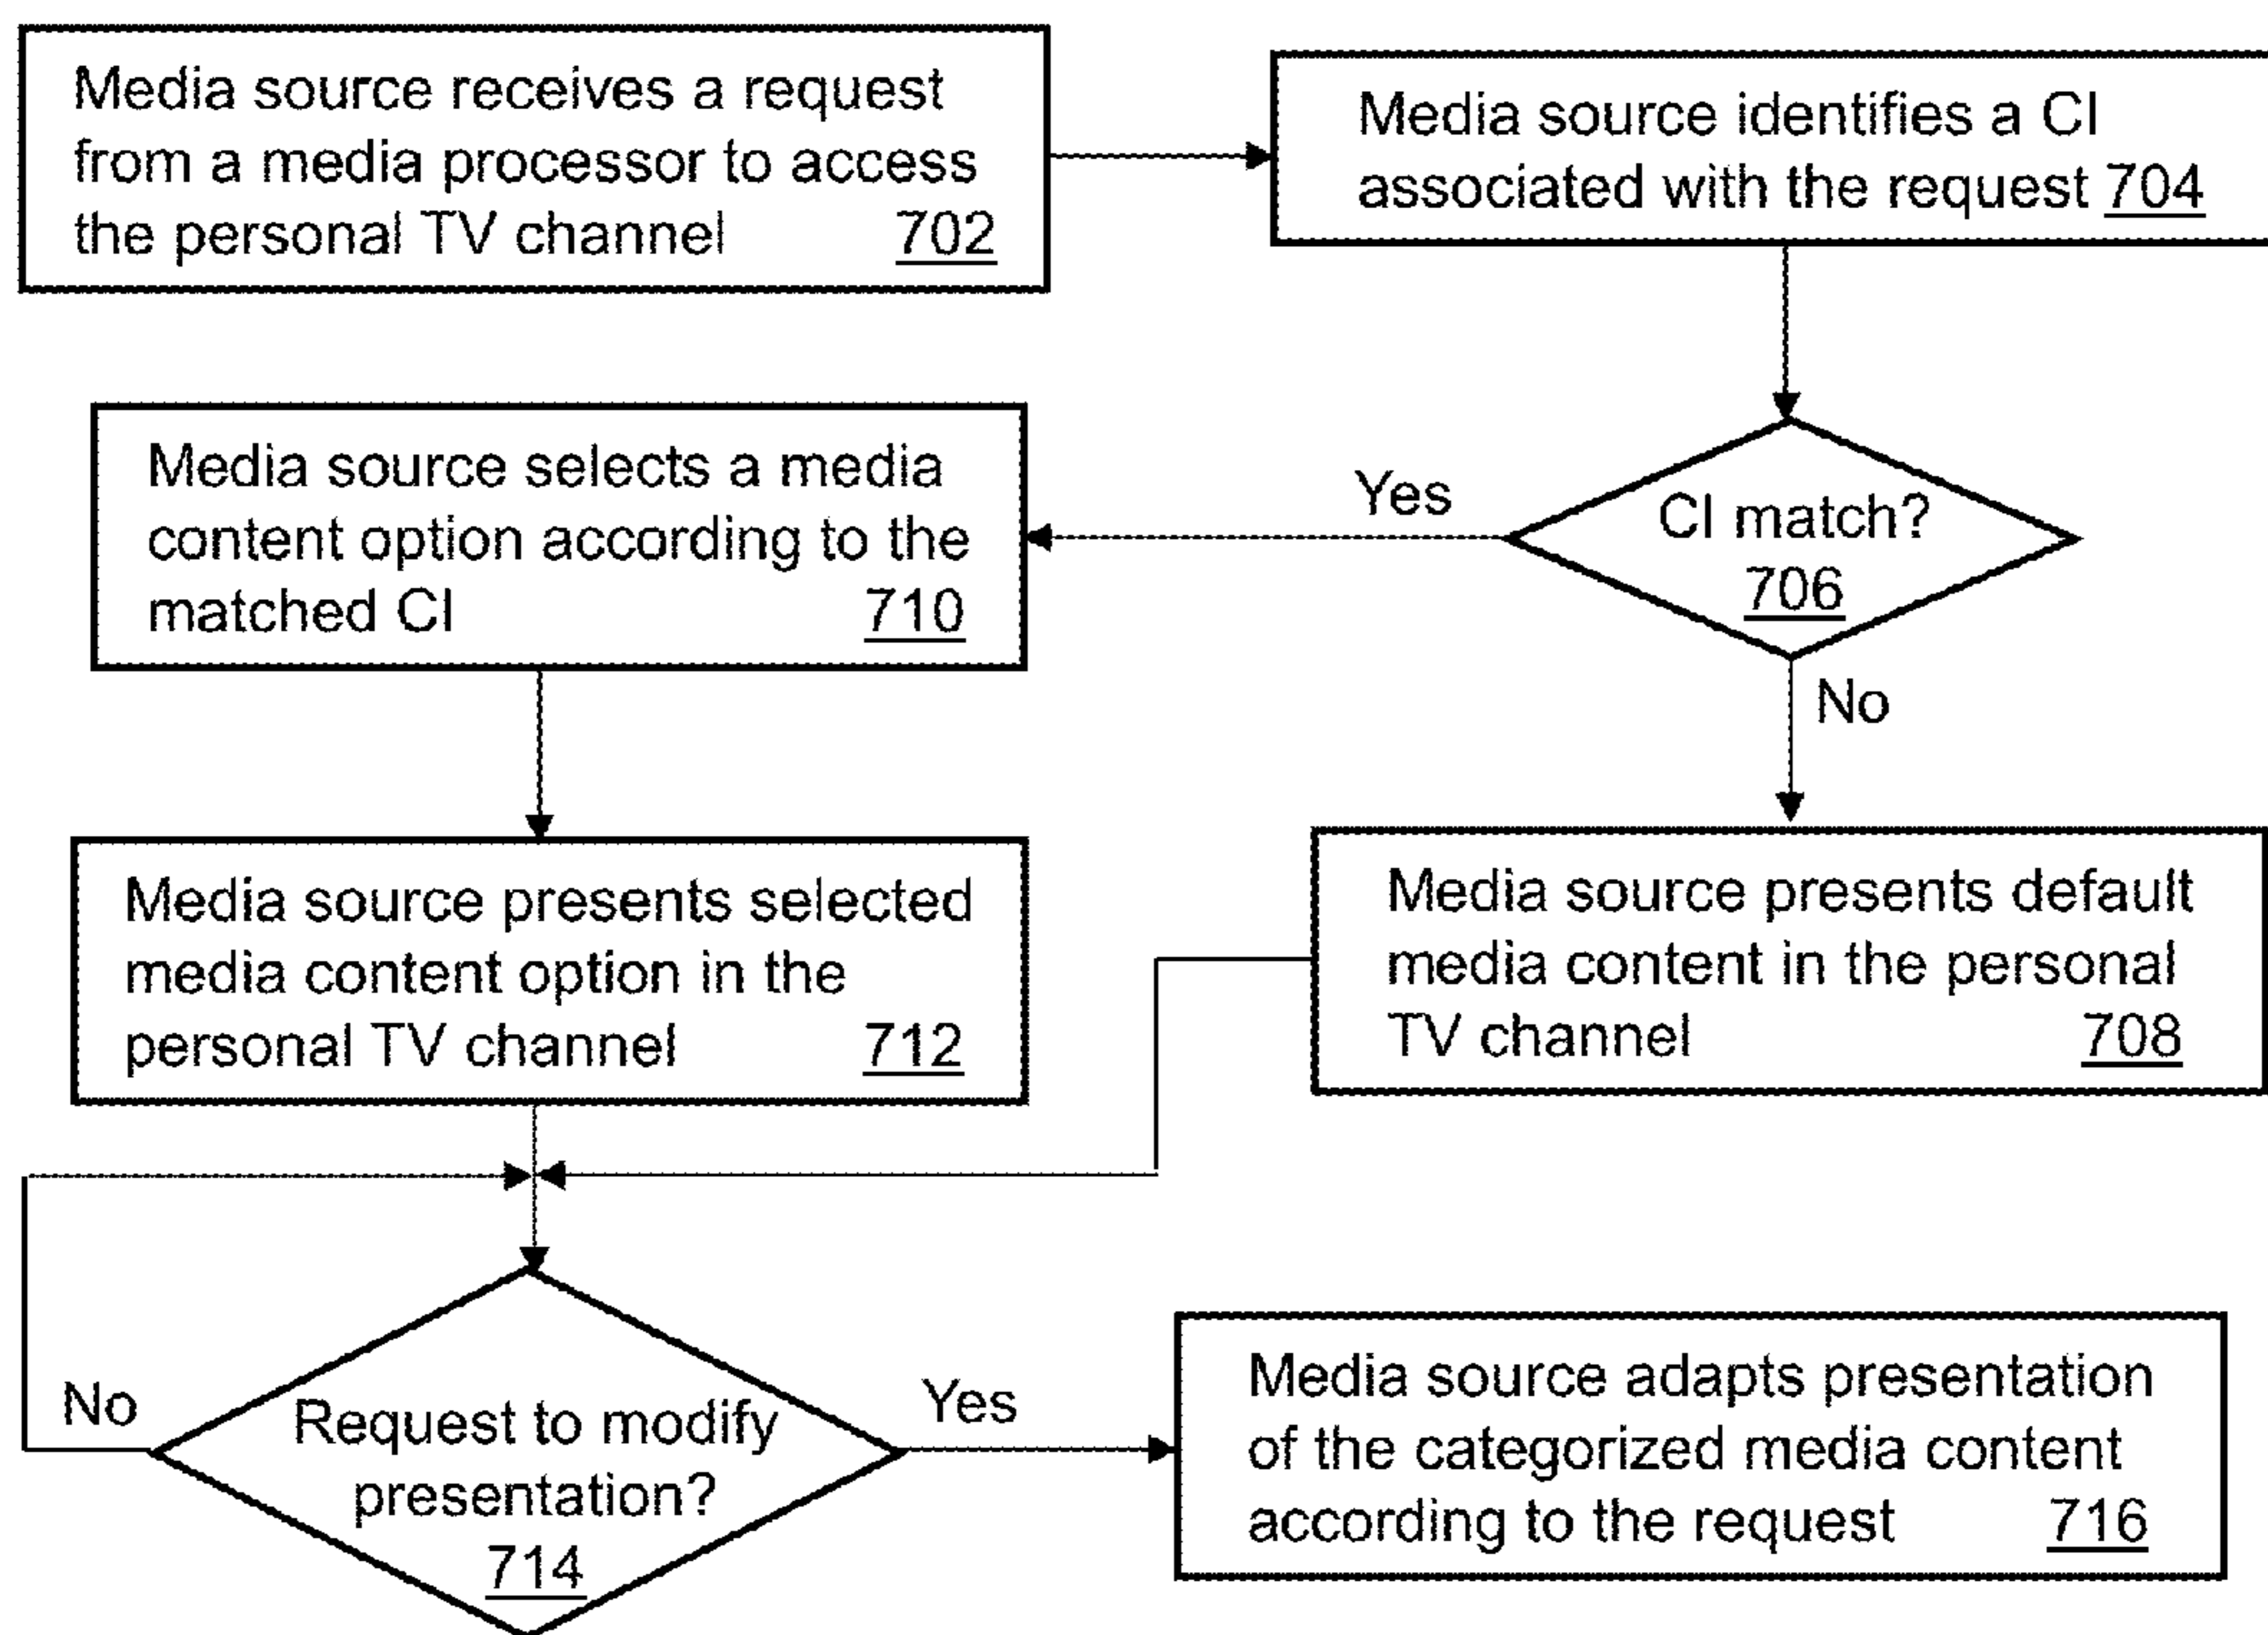 Media source receives a request
from a media processor to access
the personal TV channel 702
Media source identifies a CI
associated with the request 704
CI match?
706
Yes
No
Media source selects a media
content option according to the
matched CI 710
Media source presents default
media content in the personal
TV channel 708
Media source presents selected
media content option in the
personal TV channel 712
Request to modify
presentation?
714
No
Yes
Media source adapts presentation
of the categorized media content
according to the request 716